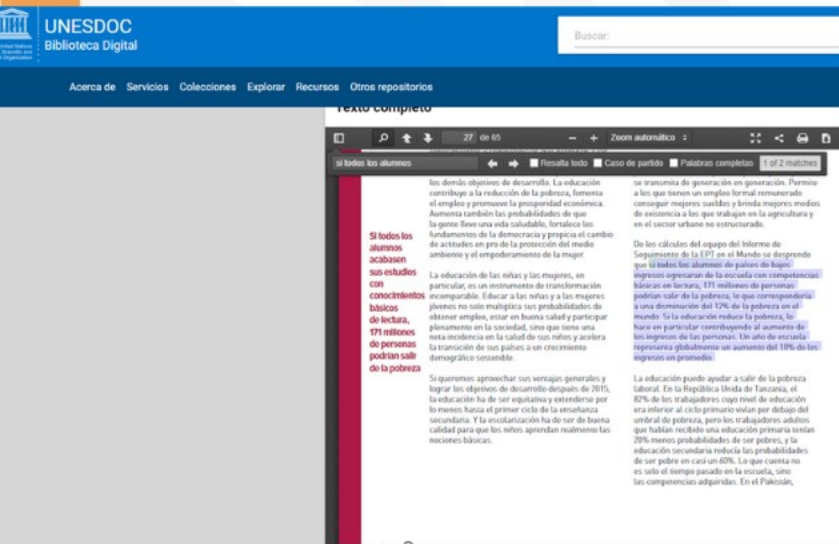 UNESDOC
Biblioteca Digital
Buscar:
Acerca de Servicios Colecciones Explorar Recursos Otros repositorios
Texto completo
27 de 65
Zoom automático
si todos los alumnos
Resalta todo
Caso de partido
Palabras completas
1 of 2 matches
Si todos los
alumnos
acabasen
sus estudios
con
conocimientos
básicos
de lectura,
171 millones
de personas
podrían salir
de la pobreza
los demás objetivos de desarrollo. La educación
contribuye a la reducción de la pobreza, fomenta
el empleo y promueve la prosperidad económica.
Aumenta también las probabilidades de que
la gente lleve una vida saludable, fortalece los
fundamentos de la democracia y propicia el cambio
de actitudes en pro de la protección del medio
ambiente y el empoderamiento de la mujer.
La educación de las niñas y las mujeres, en
particular, es un instrumento de transformación
incomparable. Educar a las niñas y a las mujeres
jóvenes no solo multiplica sus probabilidades de
obtener empleo, estar en buena salud y participar
plenamente en la sociedad, sino que tiene una
neta incidencia en la salud de sus niños y acelera
la transición de sus países a un crecimiento
demográfico sostenible.
Si queremos aprovechar sus ventajas generales y
lograr los objetivos de desarrollo después de 2015,
la educación ha de ser equitativa y extenderse por
lo menos hasta el primer ciclo de la enseñanza
secundaria. Y la escolarización ha de ser de buena
calidad para que los niños aprendan realmente las
nociones básicas.
se transmita de generación en generación. Permite
a los que tienen un empleo formal remunerado
conseguir mejores sueldos y brinda mejores medios
de existencia a los que trabajan en la agricultura y
en el sector urbano no estructurado.
De los cálculos del equipo del Informe de
Seguimiento de la EPT en el Mundo se desprende
que si todos los alumnos de países de bajos
ingresos egresaran de la escuela con competencias
básicas en lectura, 171 millones de personas
podrían salir de la pobreza, lo que correspondería
a una disminución del 12% de la pobreza en el
mundo. Si la educación reduce la pobreza, lo
hace en particular contribuyendo al aumento de
los ingresos de las personas. Un año de escuela
representa globalmente un aumento del 10% de los
ingresos en promedio.
La educación puede ayudar a salir de la pobreza
laboral. En la República Unida de Tanzania, el
82% de los trabajadores cuyo nivel de educación
era inferior al ciclo primario vivían por debajo del
umbral de pobreza, pero los trabajadores adultos
que habían recibido una educación primaria tenían
20% menos probabilidades de ser pobres, y la
educación secundaria reducía las probabilidades
de ser pobre en casi un 60%. Lo que cuenta no
es solo el tiempo pasado en la escuela, sino
las competencias adquiridas. En el Pakistán,